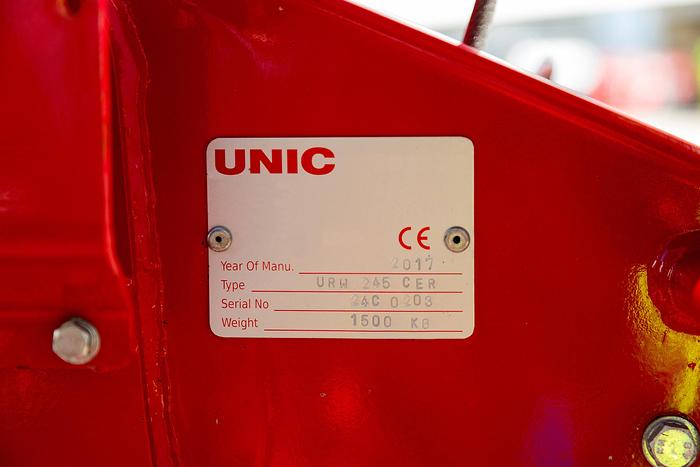 UNIC
CE
Year Of Manu. 2017
Type URW 245 CER
Serial No 24C 0203
Weight 1500 KG